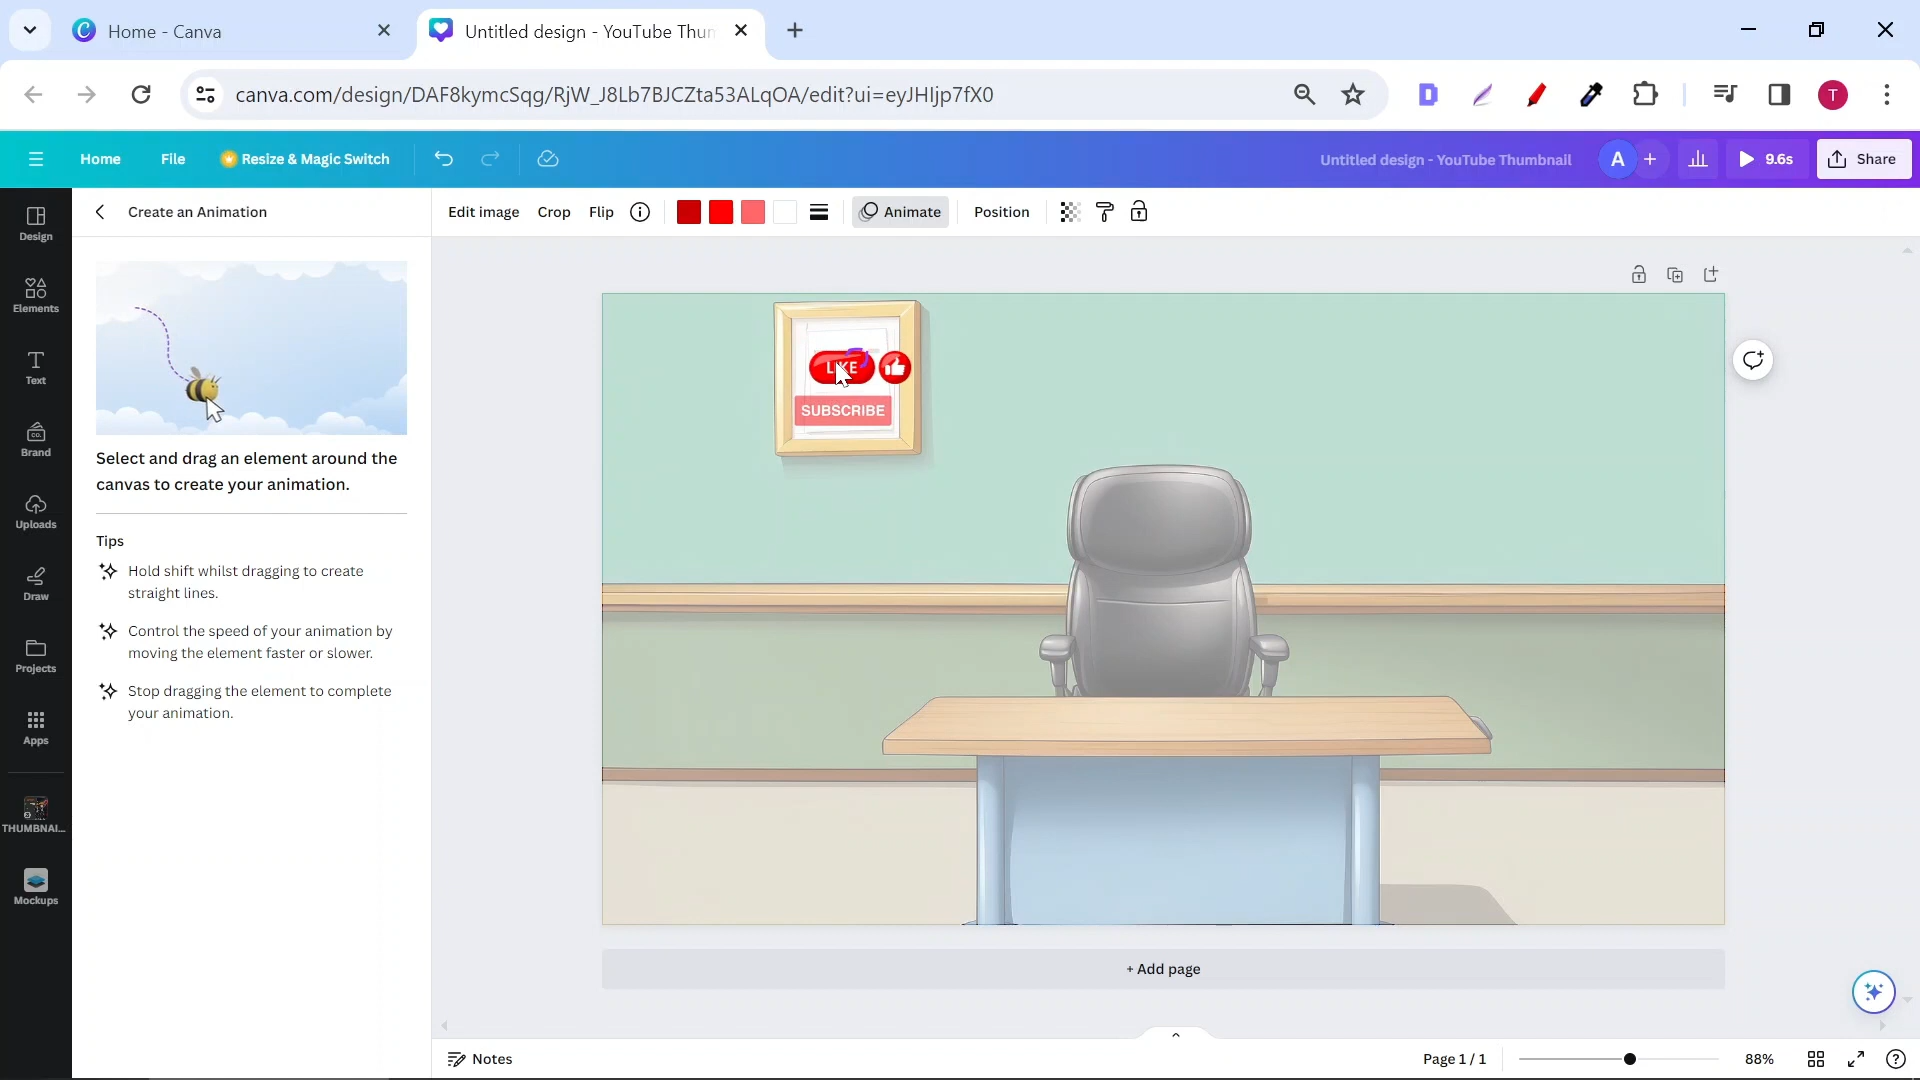 Home - Canva
Untitled design - YouTube Thun
canva.com/design/DAF8kymcSqg/RjW_J8Lb7BJCZta53ALqOA/edit?ui=eyJHIjp7fX0
T
Home
File
Resize & Magic Switch
Untitled design - YouTube Thumbnail
A
9.6s
Share
Create an Animation
Edit image
Crop
Flip
Animate
Position
Design
Elements
Text
Brand
Uploads
Draw
Projects
Apps
THUMBNAI...
Mockups
Select and drag an element around the
canvas to create your animation.
Tips
Hold shift whilst dragging to create
straight lines.
Control the speed of your animation by
moving the element faster or slower.
Stop dragging the element to complete
your animation.
LIKE
SUBSCRIBE
+ Add page
Notes
Page 1 / 1
88%